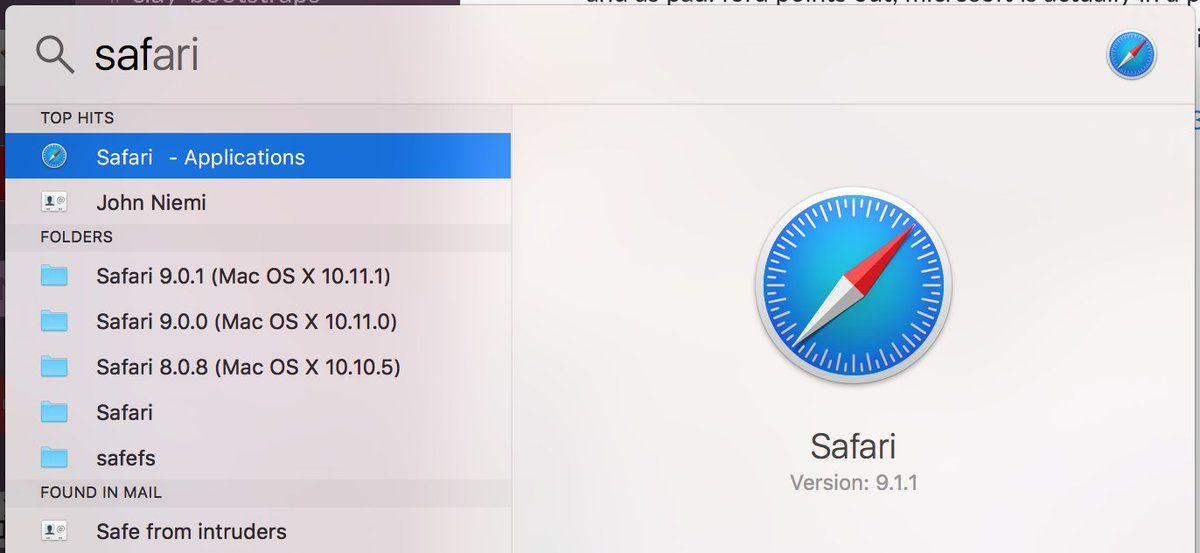 safari
TOP HITS
Safari - Applications
John Niemi
FOLDERS
Safari 9.0.1 (Mac OS X 10.11.1)
Safari 9.0.0 (Mac OS X 10.11.0)
Safari 8.0.8 (Mac OS X 10.10.5)
Safari
safefs
FOUND IN MAIL
Safe from intruders
Safari
Version: 9.1.1